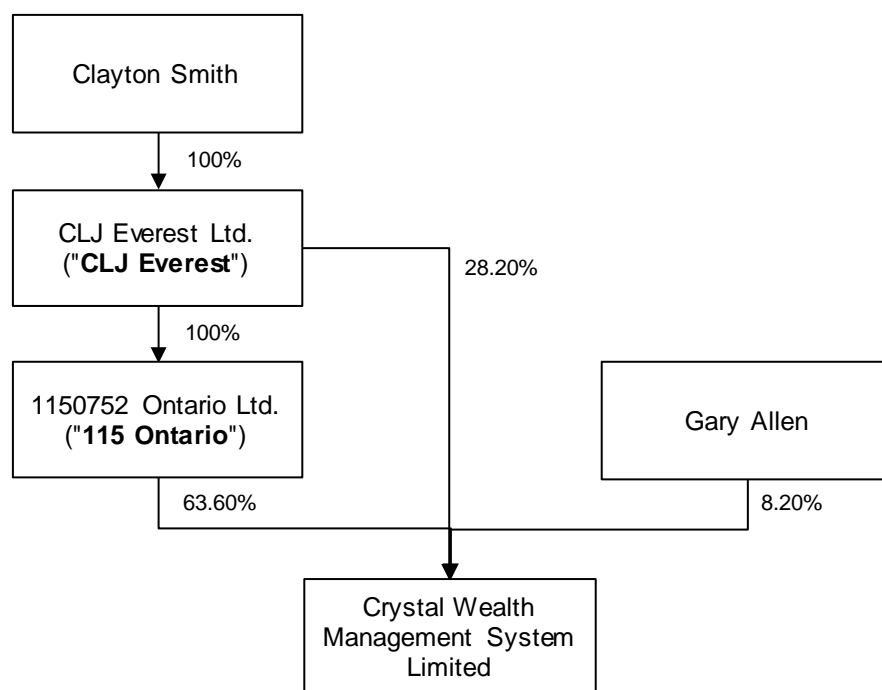 Clayton Smith
100%
CLJ Everest Ltd.
("CLJ Everest")
28.20%
100%
1150752 Ontario Ltd.
("115 Ontario")
Gary Allen
63.60%
8.20%
Crystal Wealth
Management System
Limited